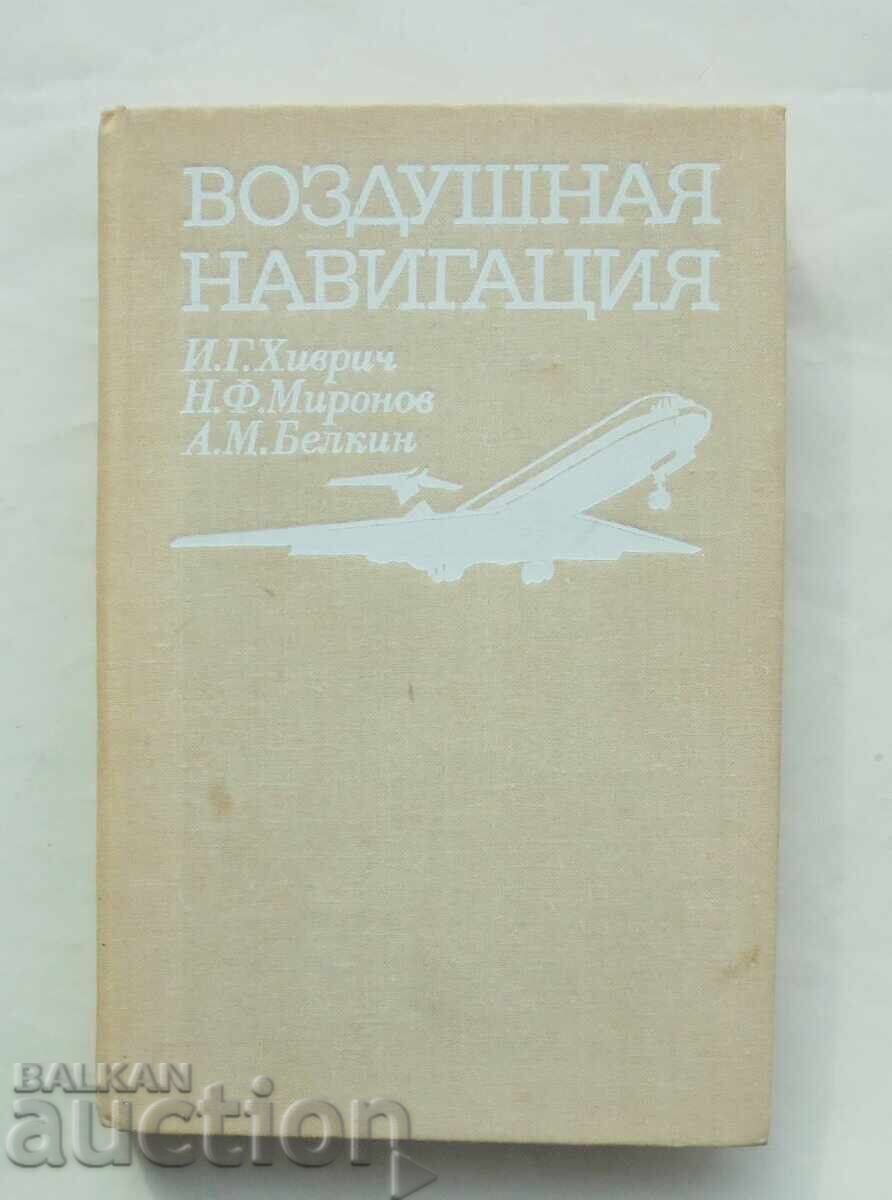 ВОЗДУШНАЯ
НАВИГАЦИЯ
И.Г.Хиврич
Н.Ф.Миронов
А.М.Белкин
BALKAN
auction